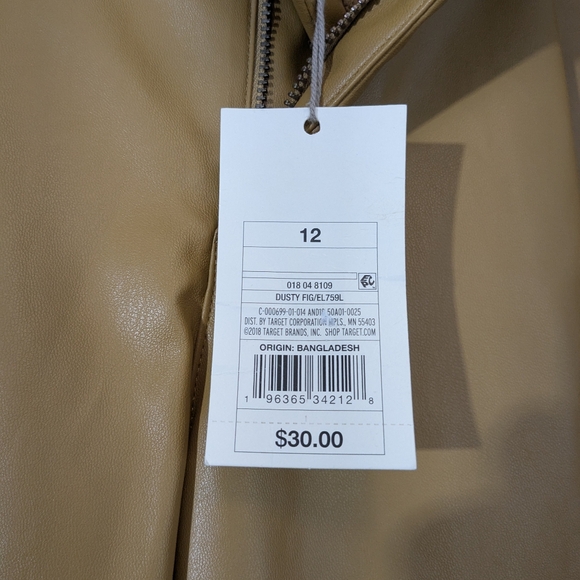 12
018 04 8109
DUSTY FIG/EL759L
C-000699-01-014 AND1P 50A01-0025
DIST. BY TARGET CORPORATION MPLS., MN 55403
©2018 TARGET BRANDS, INC. SHOP TARGET.COM
ORIGIN: BANGLADESH
1 96365 34212 8
$30.00